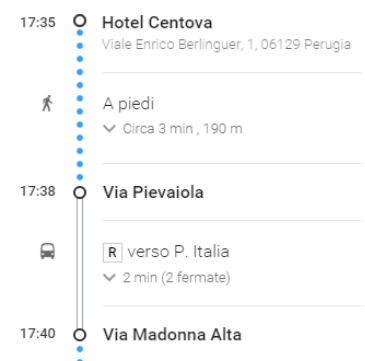 17:35 Hotel Centova
Viale Enrico Berlinguer, 1, 06129 Perugia
A piedi
Circa 3 min , 190 m
17:38 Via Pievaiola
R verso P. Italia
2 min (2 fermate)
17:40 Via Madonna Alta